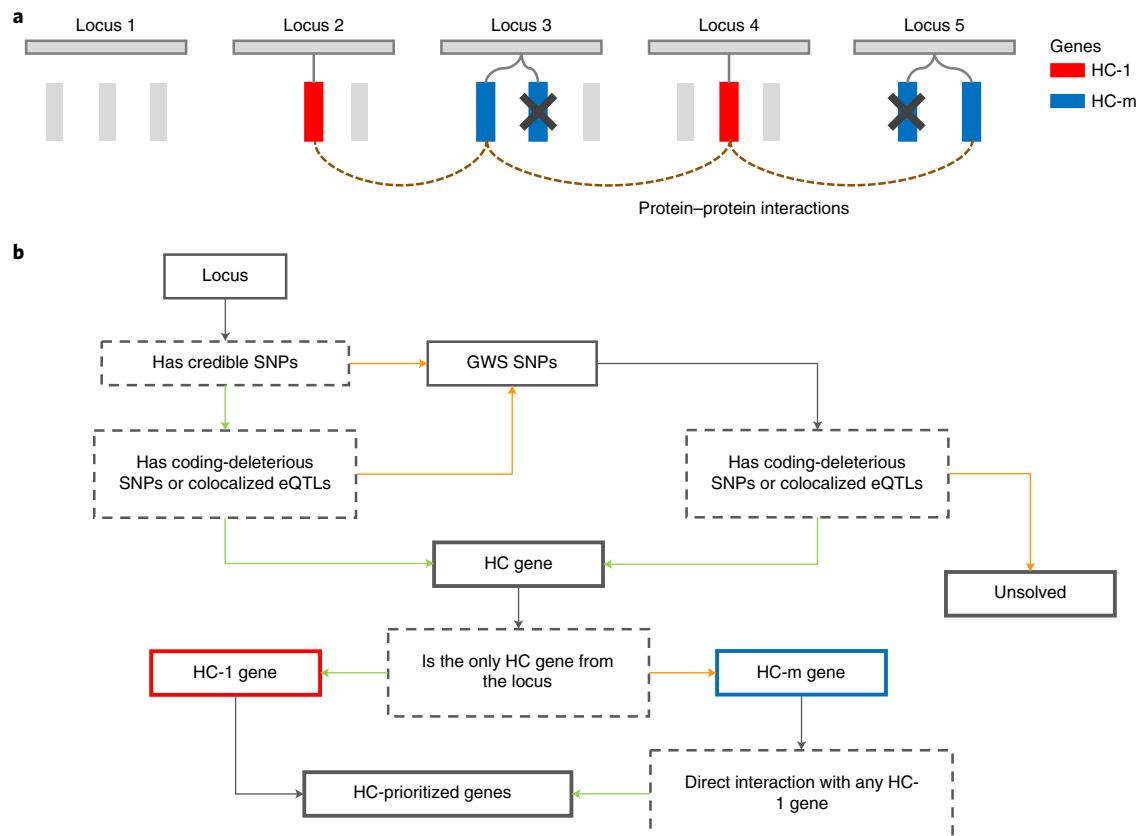 a
Locus 1
Locus 2
Locus 3
Locus 4
Locus 5
Genes
HC-1
HC-m
Protein–protein interactions
b
Locus
Has credible SNPs
GWS SNPs
Has coding-deleterious
SNPs or colocalized eQTLs
Has coding-deleterious
SNPs or colocalized eQTLs
HC gene
Unsolved
Is the only HC gene from
the locus
HC-1 gene
HC-m gene
HC-prioritized genes
Direct interaction with any HC-
1 gene